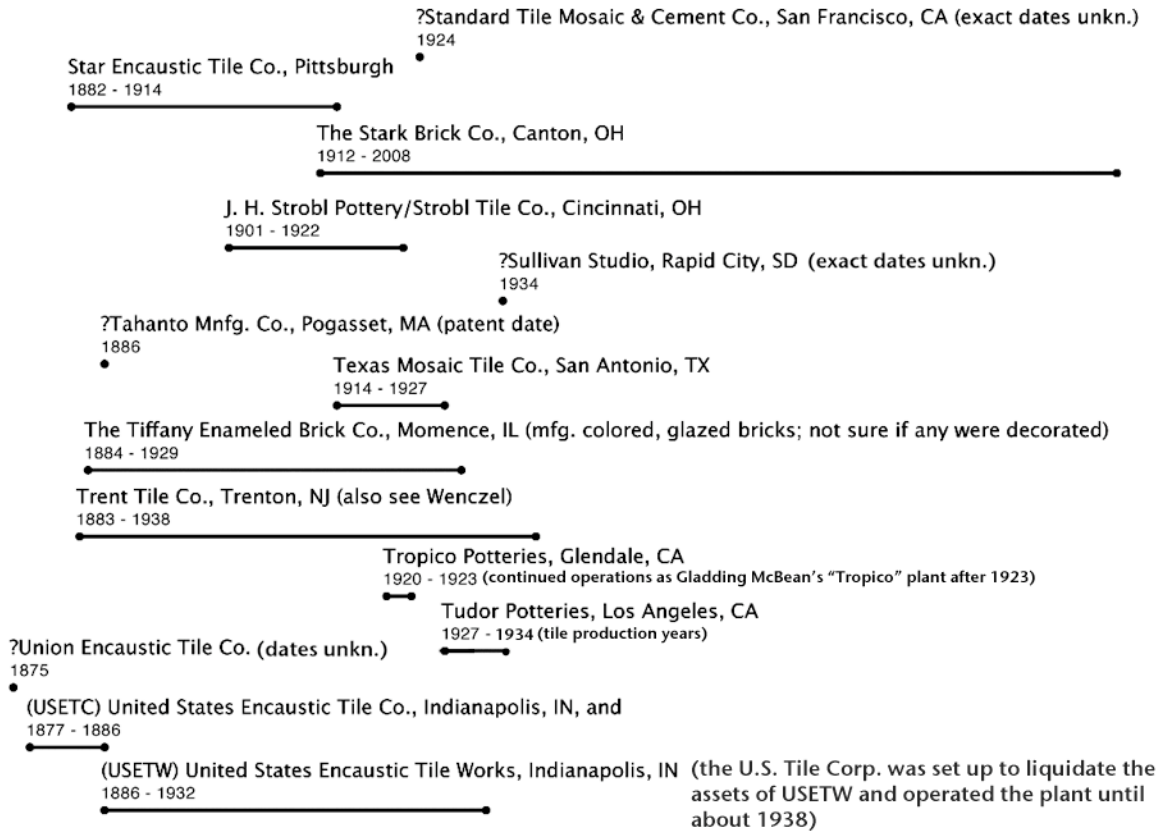 ?Standard Tile Mosaic & Cement Co., San Francisco, CA (exact dates unkn.)
1924
Star Encaustic Tile Co., Pittsburgh
1882 - 1914
The Stark Brick Co., Canton, OH
1912 - 2008
J. H. Strobl Pottery/Strobl Tile Co., Cincinnati, OH
1901 - 1922
?Sullivan Studio, Rapid City, SD (exact dates unkn.)
1934
?Tahanto Mnfg. Co., Pogasset, MA (patent date)
1886
Texas Mosaic Tile Co., San Antonio, TX
1914 - 1927
The Tiffany Enameled Brick Co., Momence, IL (mfg. colored, glazed bricks; not sure if any were decorated)
1884 - 1929
Trent Tile Co., Trenton, NJ (also see Wenczel)
1883 - 1938
Tropico Potteries, Glendale, CA
1920 - 1923 (continued operations as Gladding McBean's “Tropico” plant after 1923)
Tudor Potteries, Los Angeles, CA
1927 - 1934 (tile production years)
?Union Encaustic Tile Co. (dates unkn.)
1875
(USETC) United States Encaustic Tile Co., Indianapolis, IN, and
1877 - 1886
(USETW) United States Encaustic Tile Works, Indianapolis, IN
1886 - 1932
(the U.S. Tile Corp. was set up to liquidate the
assets of USETW and operated the plant until
about 1938)